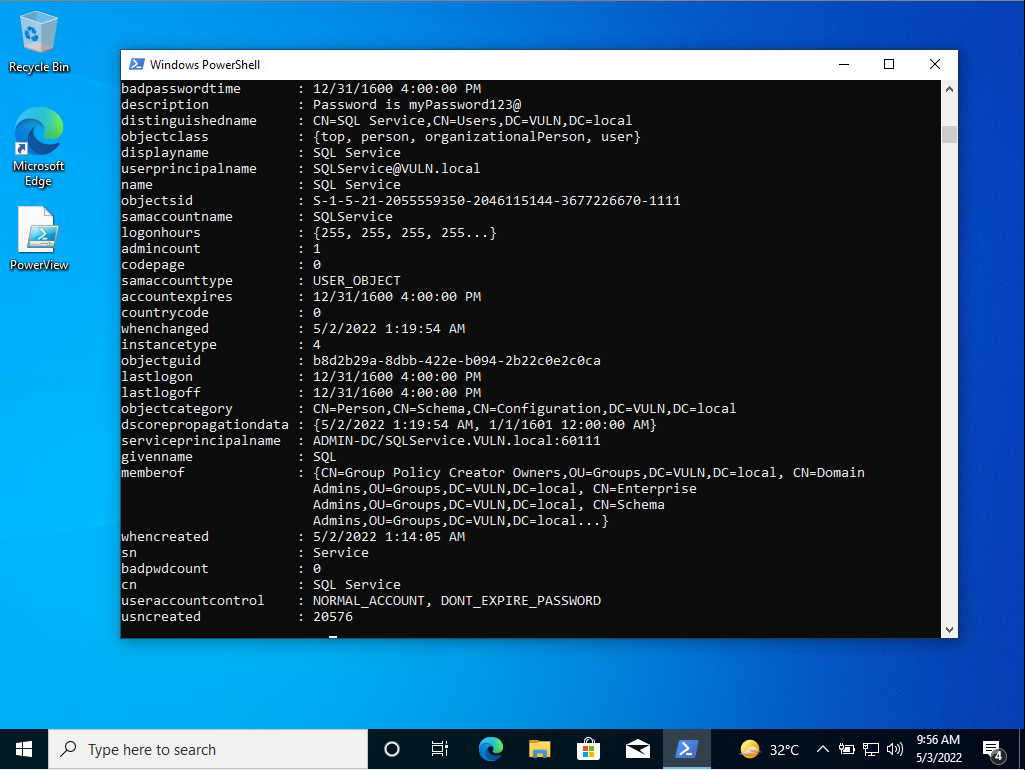 Recycle Bin
Microsoft
Edge
PowerView
Windows PowerShell
badpasswordtime : 12/31/1600 4:00:00 PM
description : Password is myPassword123@
distinguishedname : CN=SQL Service,CN=Users,DC=VULN,DC=local
objectclass : {top, person, organizationalPerson, user}
displayname : SQL Service
userprincipalname : SQLService@VULN.local
name : SQL Service
objectsid : S-1-5-21-2055559350-2046115144-3677226670-1111
samaccountname : SQLService
logonhours : {255, 255, 255, 255...}
admincount : 1
codepage : 0
samaccounttype : USER_OBJECT
accountexpires : 12/31/1600 4:00:00 PM
countrycode : 0
whenchanged : 5/2/2022 1:19:54 AM
instancetype : 4
objectguid : b8d2b29a-8dbb-422e-b094-2b22c0e2c0ca
lastlogon : 12/31/1600 4:00:00 PM
lastlogoff : 12/31/1600 4:00:00 PM
objectcategory : CN=Person,CN=Schema,CN=Configuration,DC=VULN,DC=local
dscorepropagationdata : {5/2/2022 1:19:54 AM, 1/1/1601 12:00:00 AM}
serviceprincipalname : ADMIN-DC/SQLService.VULN.local:60111
givenname : SQL
memberof : {CN=Group Policy Creator Owners,OU=Groups,DC=VULN,DC=local, CN=Domain
Admins,OU=Groups,DC=VULN,DC=local, CN=Enterprise
Admins,OU=Groups,DC=VULN,DC=local, CN=Schema
Admins,OU=Groups,DC=VULN,DC=local...}
whencreated : 5/2/2022 1:14:05 AM
sn : Service
badpwdcount : 0
cn : SQL Service
useraccountcontrol : NORMAL_ACCOUNT, DONT_EXPIRE_PASSWORD
usncreated : 20576
Type here to search
32°C
9:56 AM
5/3/2022
4